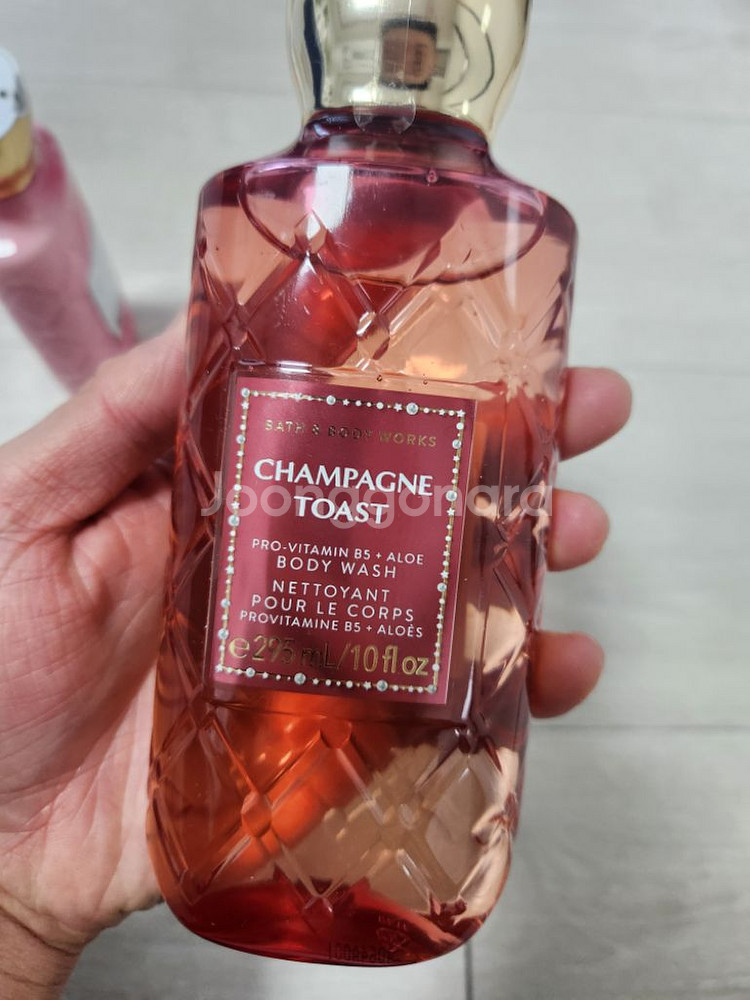 BATH & BODY WORKS
CHAMPAGNE
TOAST
Joonggonara
PRO-VITAMIN B5 + ALOE
BODY WASH
NETTOYANT
POUR LE CORPS
PROVITAMINE B5 + ALOÈS
℮ 295 mL/10 fl oz